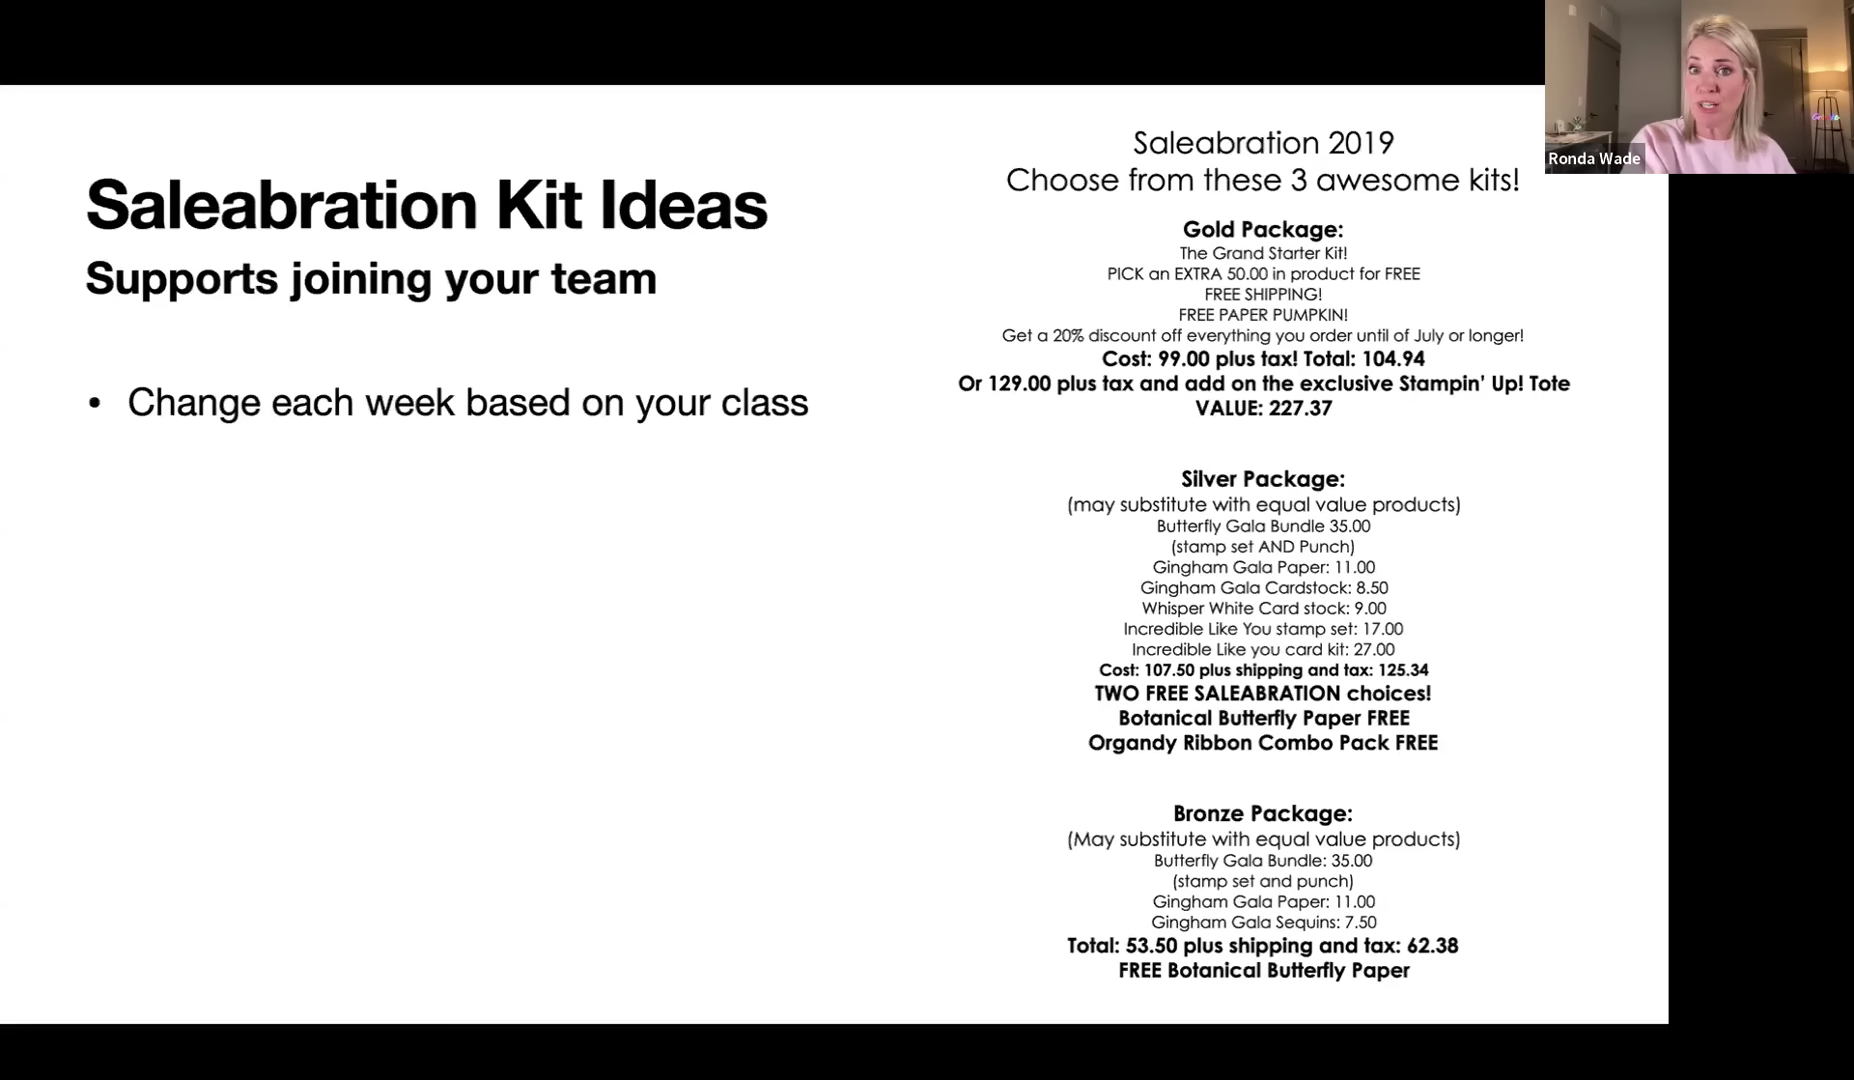 Saleabration Kit Ideas
Supports joining your team
• Change each week based on your class
Saleabration 2019
Choose from these 3 awesome kits!
Gold Package:
The Grand Starter Kit!
PICK an EXTRA 50.00 in product for FREE
FREE SHIPPING!
FREE PAPER PUMPKIN!
Get a 20% discount off everything you order until of July or longer!
Cost: 99.00 plus tax! Total: 104.94
Or 129.00 plus tax and add on the exclusive Stampin' Up! Tote
VALUE: 227.37
Silver Package:
(may substitute with equal value products)
Butterfly Gala Bundle 35.00
(stamp set AND Punch)
Gingham Gala Paper: 11.00
Gingham Gala Cardstock: 8.50
Whisper White Card stock: 9.00
Incredible Like You stamp set: 17.00
Incredible Like you card kit: 27.00
Cost: 107.50 plus shipping and tax: 125.34
TWO FREE SALEABRATION choices!
Botanical Butterfly Paper FREE
Organdy Ribbon Combo Pack FREE
Bronze Package:
(May substitute with equal value products)
Butterfly Gala Bundle: 35.00
(stamp set and punch)
Gingham Gala Paper: 11.00
Gingham Gala Sequins: 7.50
Total: 53.50 plus shipping and tax: 62.38
FREE Botanical Butterfly Paper
Ronda Wade